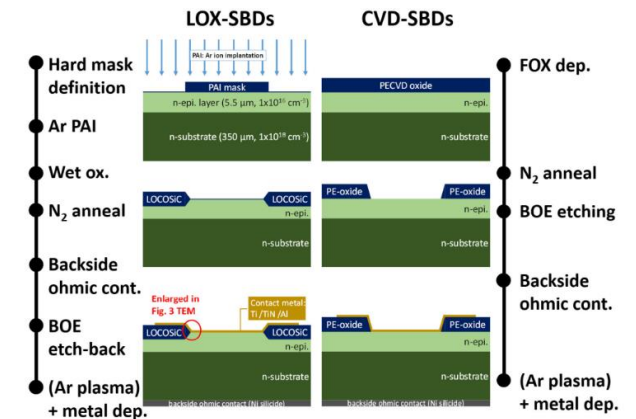 LOX-SBDs
CVD-SBDs
Hard mask
definition
Ar PAI
Wet ox.
N₂ anneal
Backside
ohmic cont.
BOE
etch-back
(Ar plasma)
+ metal dep.
PAI: Ar ion implantation
PAI mask
n-epi. layer (5.5 µm, 1x10¹⁶ cm⁻³)
n-substrate (350 µm, 1x10¹⁸ cm⁻³)
LOCOSiC
LOCOSiC
n-epi.
n-substrate
Enlarged in
Fig. 3 TEM
Contact metal:
Ti /TiN /Al
LOCOSiC
LOCOSiC
n-epi.
n-substrate
backside ohmic contact (Ni silicide)
PECVD oxide
n-epi.
n-substrate
PE-oxide
PE-oxide
n-epi.
n-substrate
PE-oxide
PE-oxide
n-epi.
n-substrate
backside ohmic contact (Ni silicide)
FOX dep.
N₂ anneal
BOE etching
Backside
ohmic cont.
(Ar plasma)
+ metal dep.